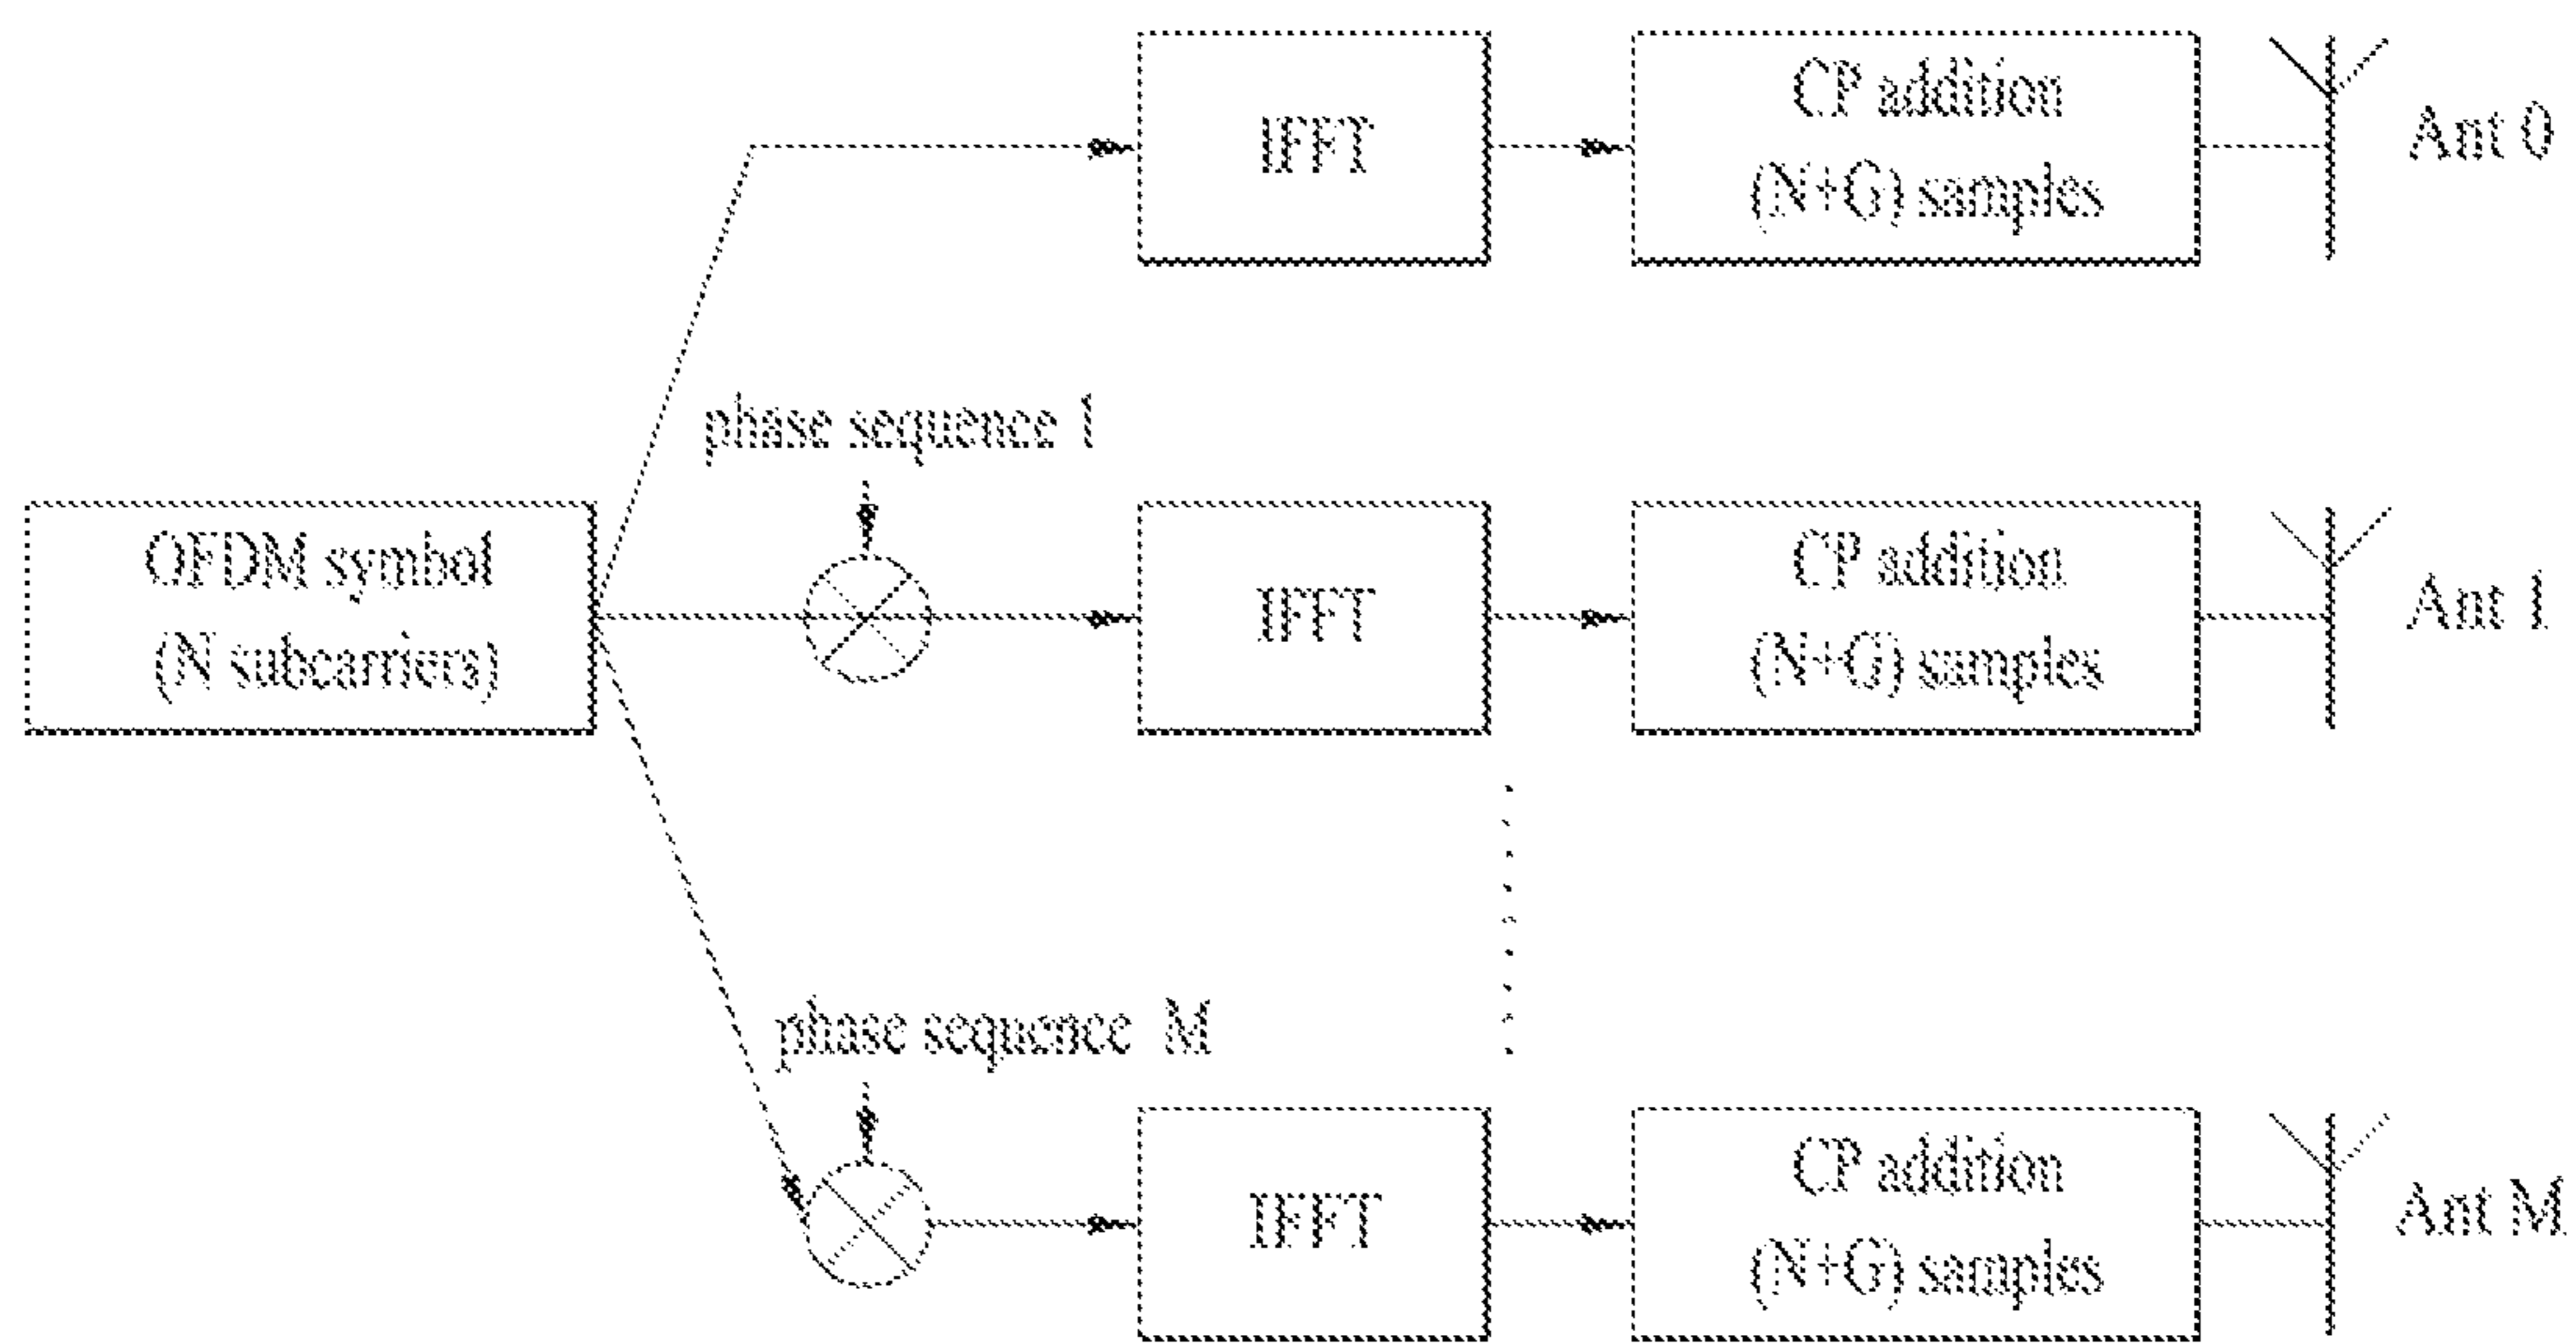 IFFT
CP addition
(N+G) samples
Ant 0
phase sequence 1
OFDM symbol
(N subcarriers)
IFFT
CP addition
(N+G) samples
Ant 1
phase sequence M
IFFT
CP addition
(N+G) samples
Ant M